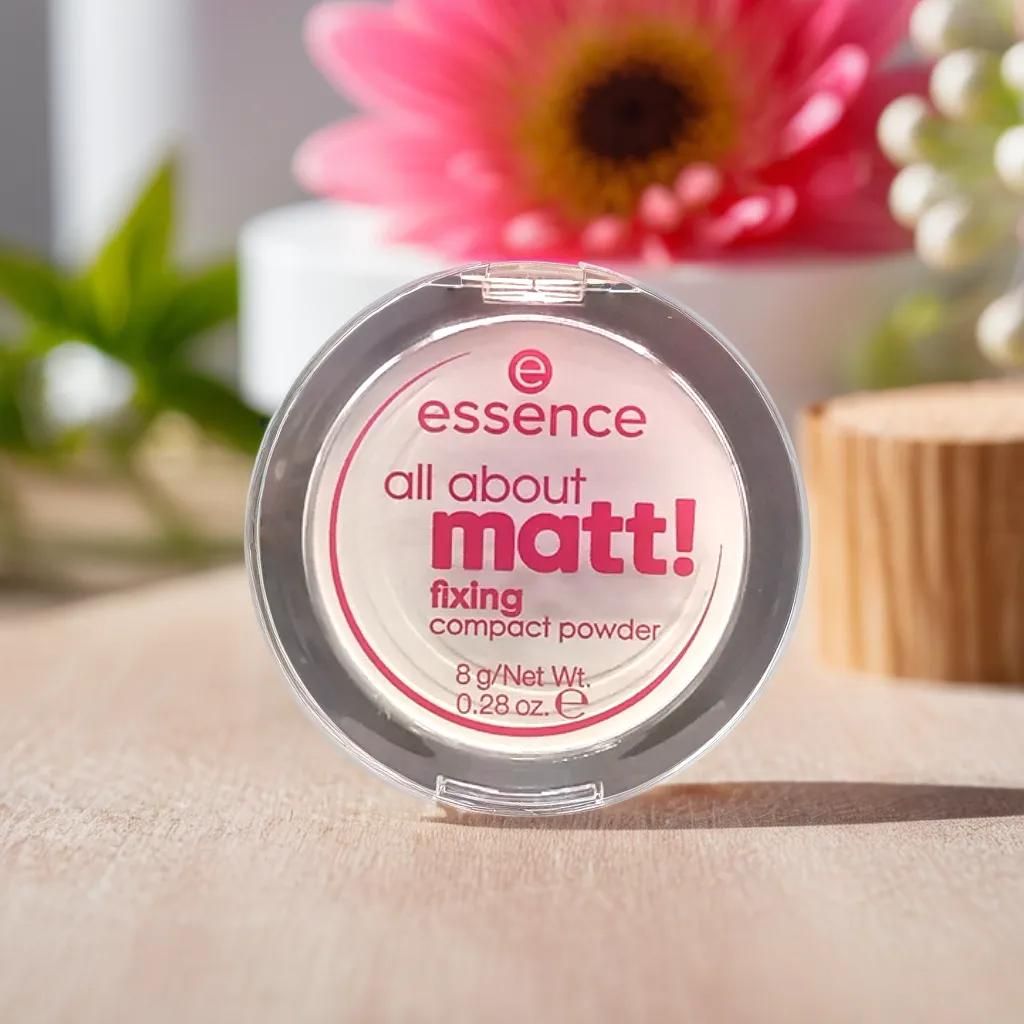 e
essence
all about
matt!
fixing
compact powder
8 g/Net Wt.
0.28 oz. ℮